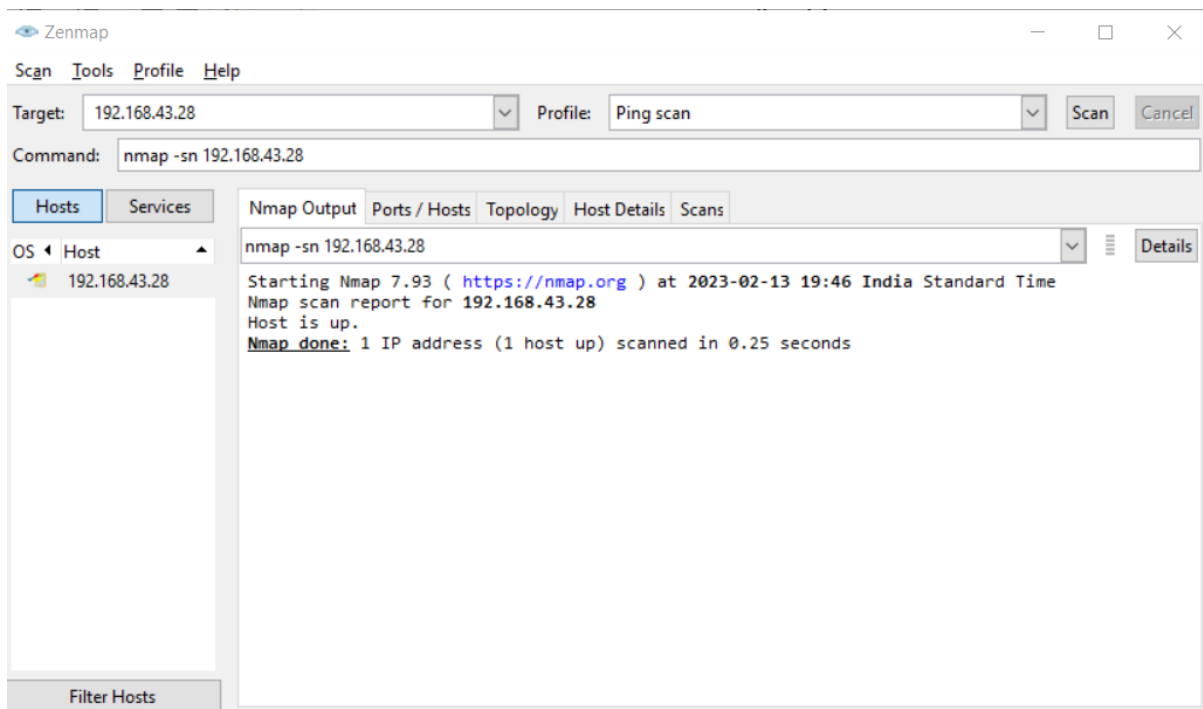 Zenmap
Scan Tools Profile Help
Target: 192.168.43.28 Profile: Ping scan Scan Cancel
Command: nmap -sn 192.168.43.28
Hosts Services Nmap Output Ports / Hosts Topology Host Details Scans
OS Host nmap -sn 192.168.43.28 Details
192.168.43.28
Starting Nmap 7.93 ( https://nmap.org ) at 2023-02-13 19:46 India Standard Time
Nmap scan report for 192.168.43.28
Host is up.
Nmap done: 1 IP address (1 host up) scanned in 0.25 seconds
Filter Hosts